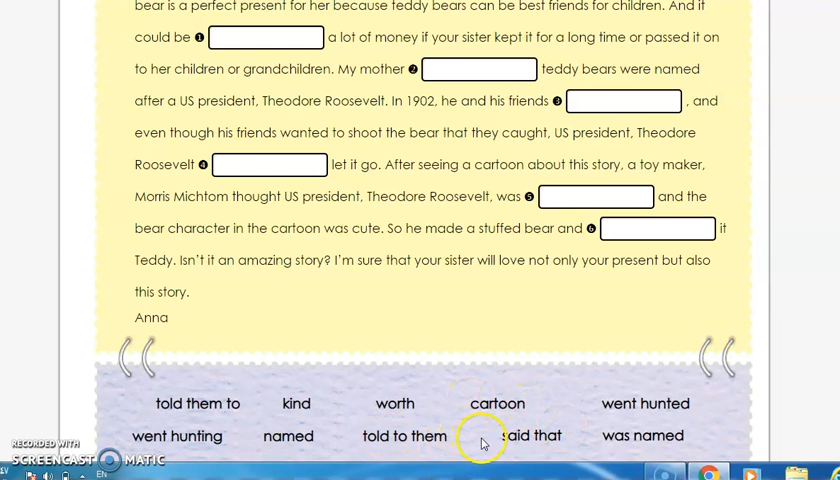 bear is a perfect present for her because teddy bears can be best friends for children. And it
could be ❶ a lot of money if your sister kept it for a long time or passed it on
to her children or grandchildren. My mother ❷ teddy bears were named
after a US president, Theodore Roosevelt. In 1902, he and his friends ❸ , and
even though his friends wanted to shoot the bear that they caught, US president, Theodore
Roosevelt ❹ let it go. After seeing a cartoon about this story, a toy maker,
Morris Michtom thought US president, Theodore Roosevelt, was ❺ and the
bear character in the cartoon was cute. So he made a stuffed bear and ❻ it
Teddy. Isn't it an amazing story? I'm sure that your sister will love not only your present but also
this story.
Anna
told them to kind worth cartoon went hunted
went hunting named told to them said that was named
RECORDED WITH
SCREENCAST MATIC
EN